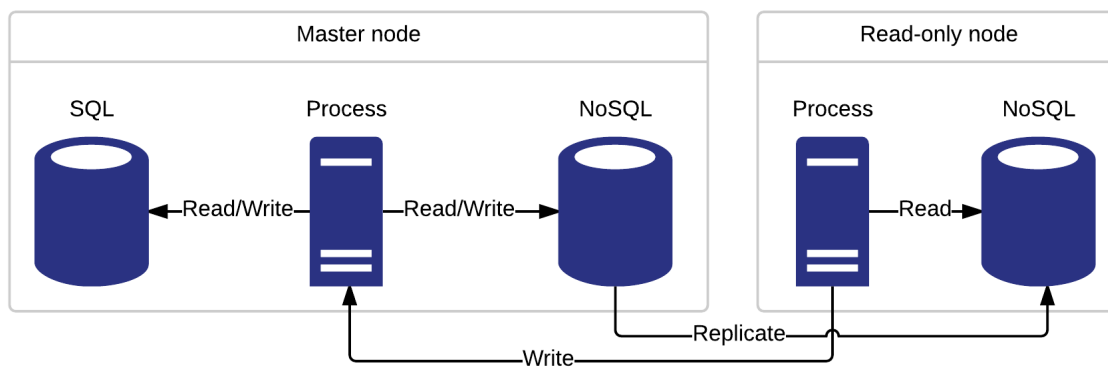 Master node
Read-only node
SQL
Process
NoSQL
Process
NoSQL
Read/Write
Read/Write
Read
Replicate
Write